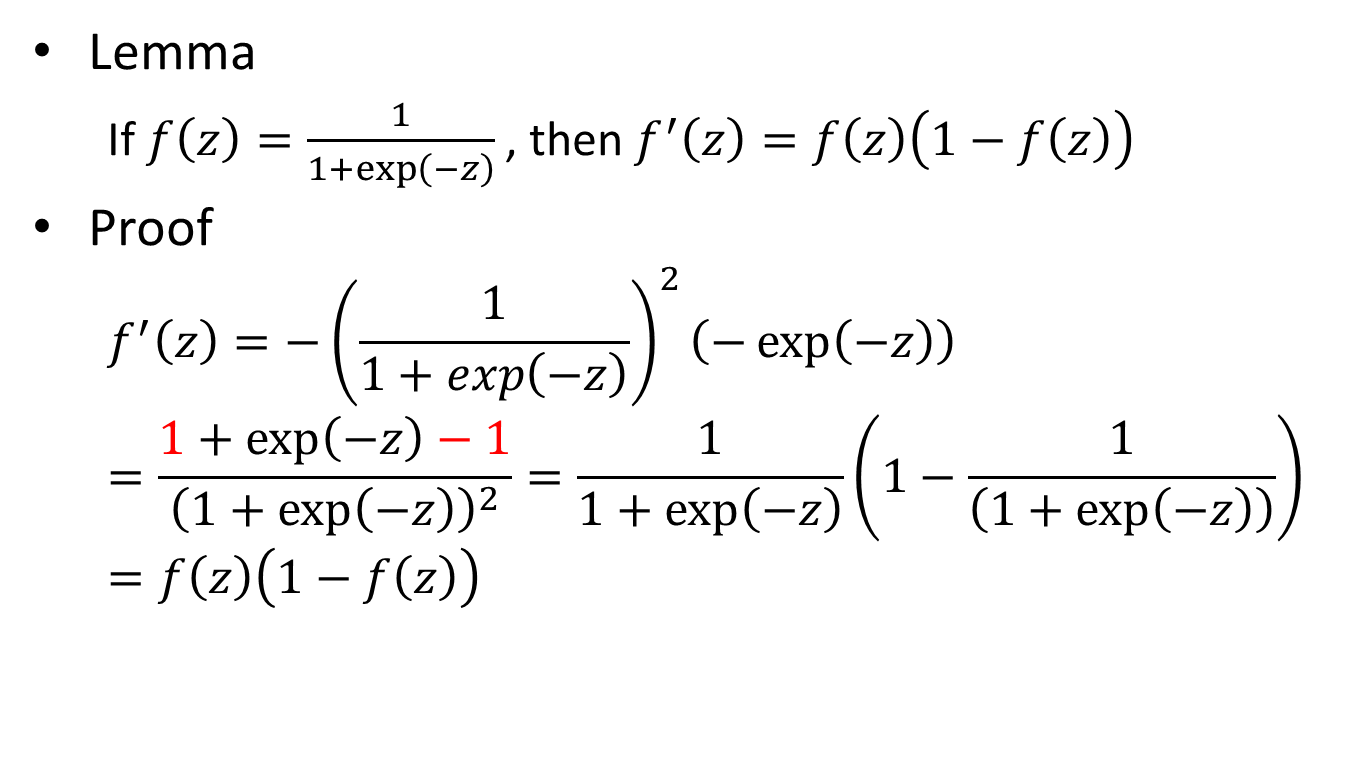 • Lemma
If f(z) = 1/(1+exp(−z)), then f′(z) = f(z)(1 − f(z))
• Proof
f′(z) = −(1/(1 + exp(−z)))² (− exp(−z))
= (1 + exp(−z) − 1)/(1 + exp(−z))² = 1/(1 + exp(−z)) (1 − 1/(1 + exp(−z)))
= f(z)(1 − f(z))